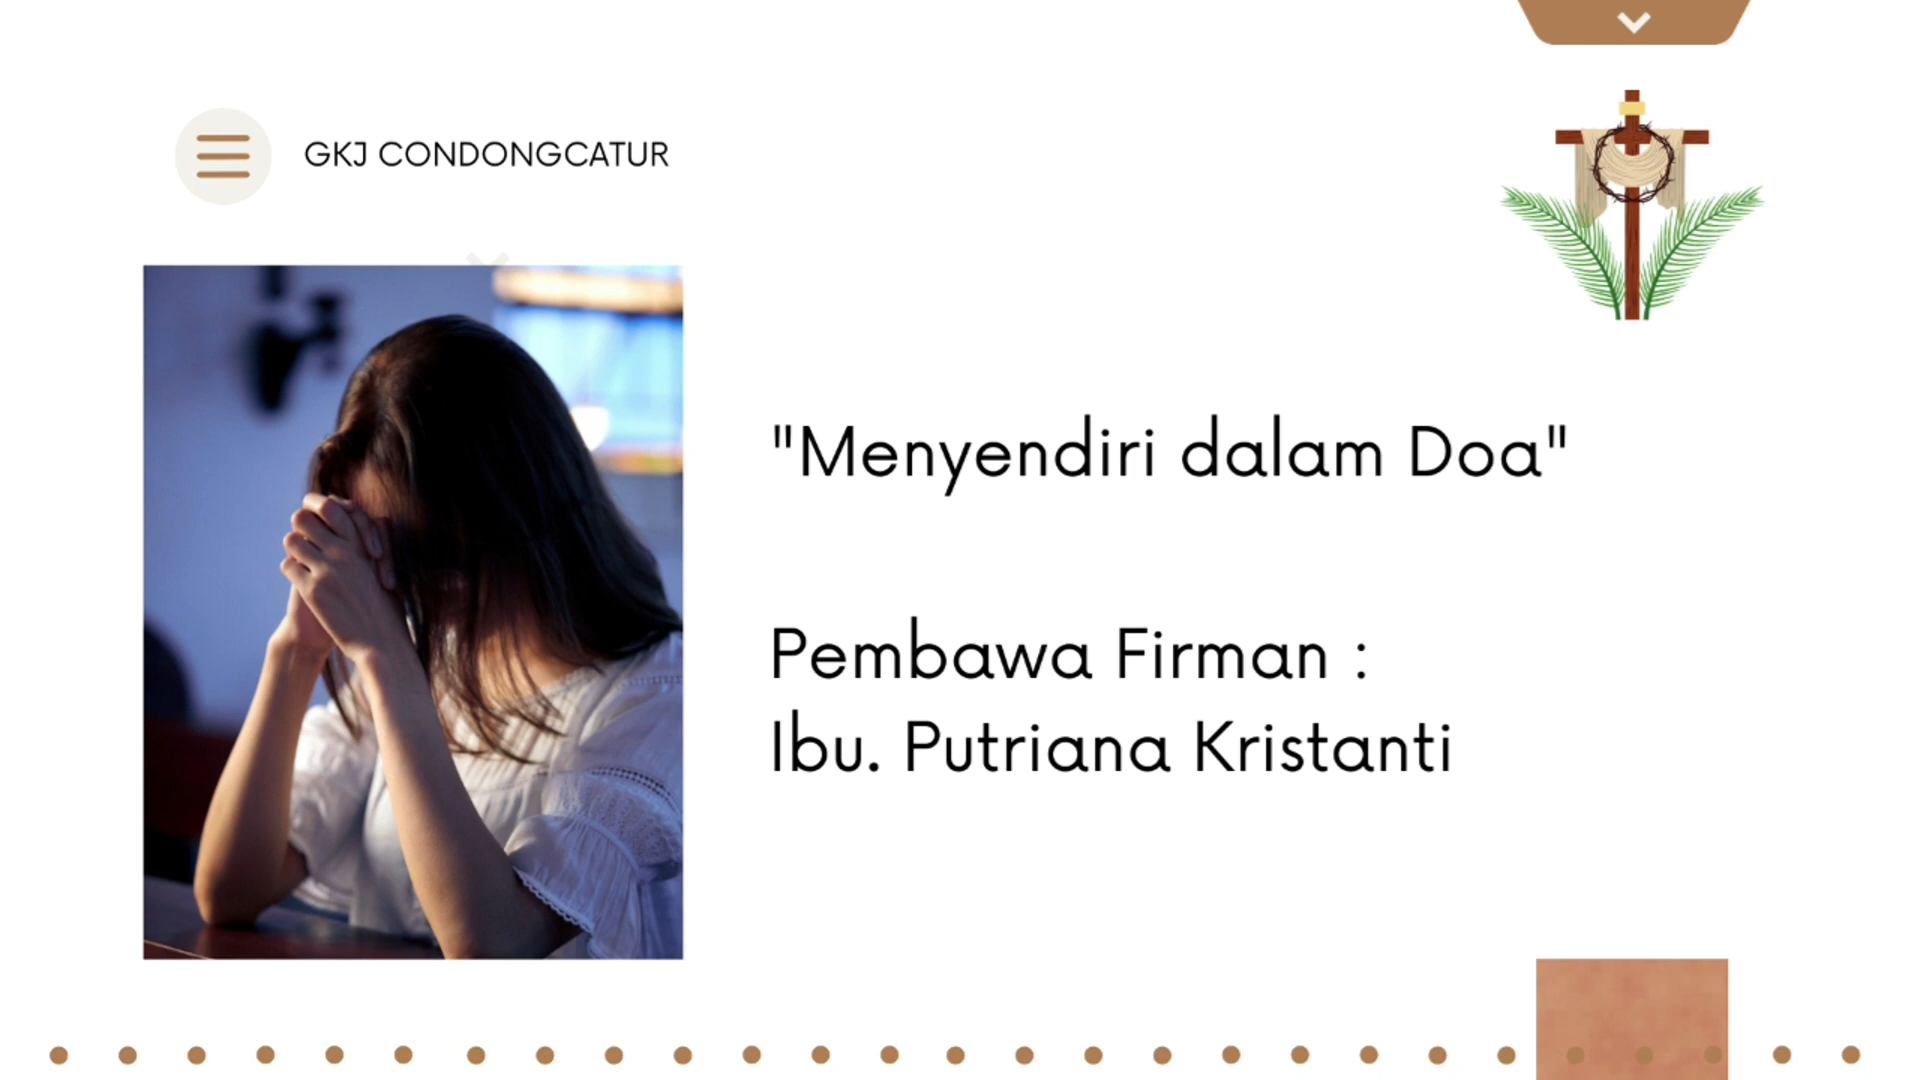 GKJ CONDONGCATUR
"Menyendiri dalam Doa"
Pembawa Firman :
Ibu. Putriana Kristanti